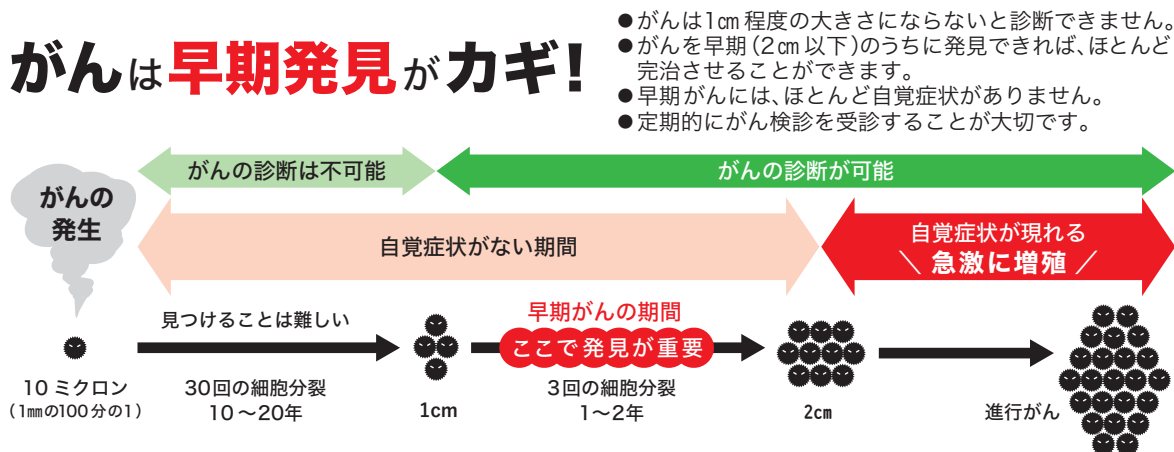 がんは早期発見がカギ!
●がんは1㎝程度の大きさにならないと診断できません。
●がんを早期(2㎝以下)のうちに発見できれば、ほとんど
完治させることができます。
●早期がんには、ほとんど自覚症状がありません。
●定期的にがん検診を受診することが大切です。
がんの診断は不可能
がんの診断が可能
がんの
発生
自覚症状がない期間
自覚症状が現れる
＼ 急激に増殖 ／
見つけることは難しい
早期がんの期間
ここで発見が重要
10 ミクロン
(1㎜の100分の1)
30回の細胞分裂
10〜20年
1cm
3回の細胞分裂
1〜2年
2cm
進行がん